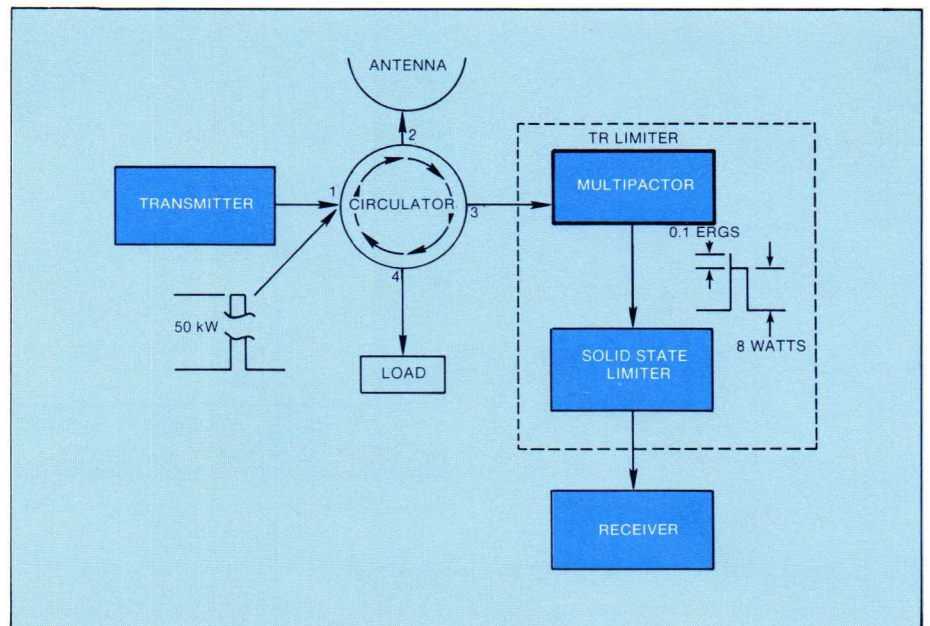 ANTENNA
2
TR LIMITER
TRANSMITTER
1
CIRCULATOR
3
MULTIPACTOR
0.1 ERGS
4
50 kW
8 WATTS
LOAD
SOLID STATE
LIMITER
RECEIVER